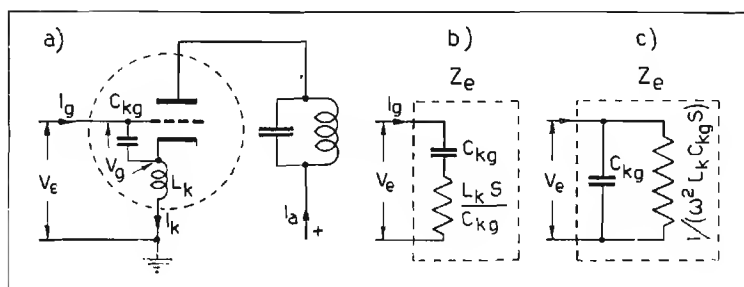 a)
I_g
C_kg
V_ε
V_g
L_k
I_k
I_a
+
b)
Z_e
I_g
V_e
C_kg
L_k S
C_kg
c)
Z_e
V_e
C_kg
1/(ω² L_k C_kg S)